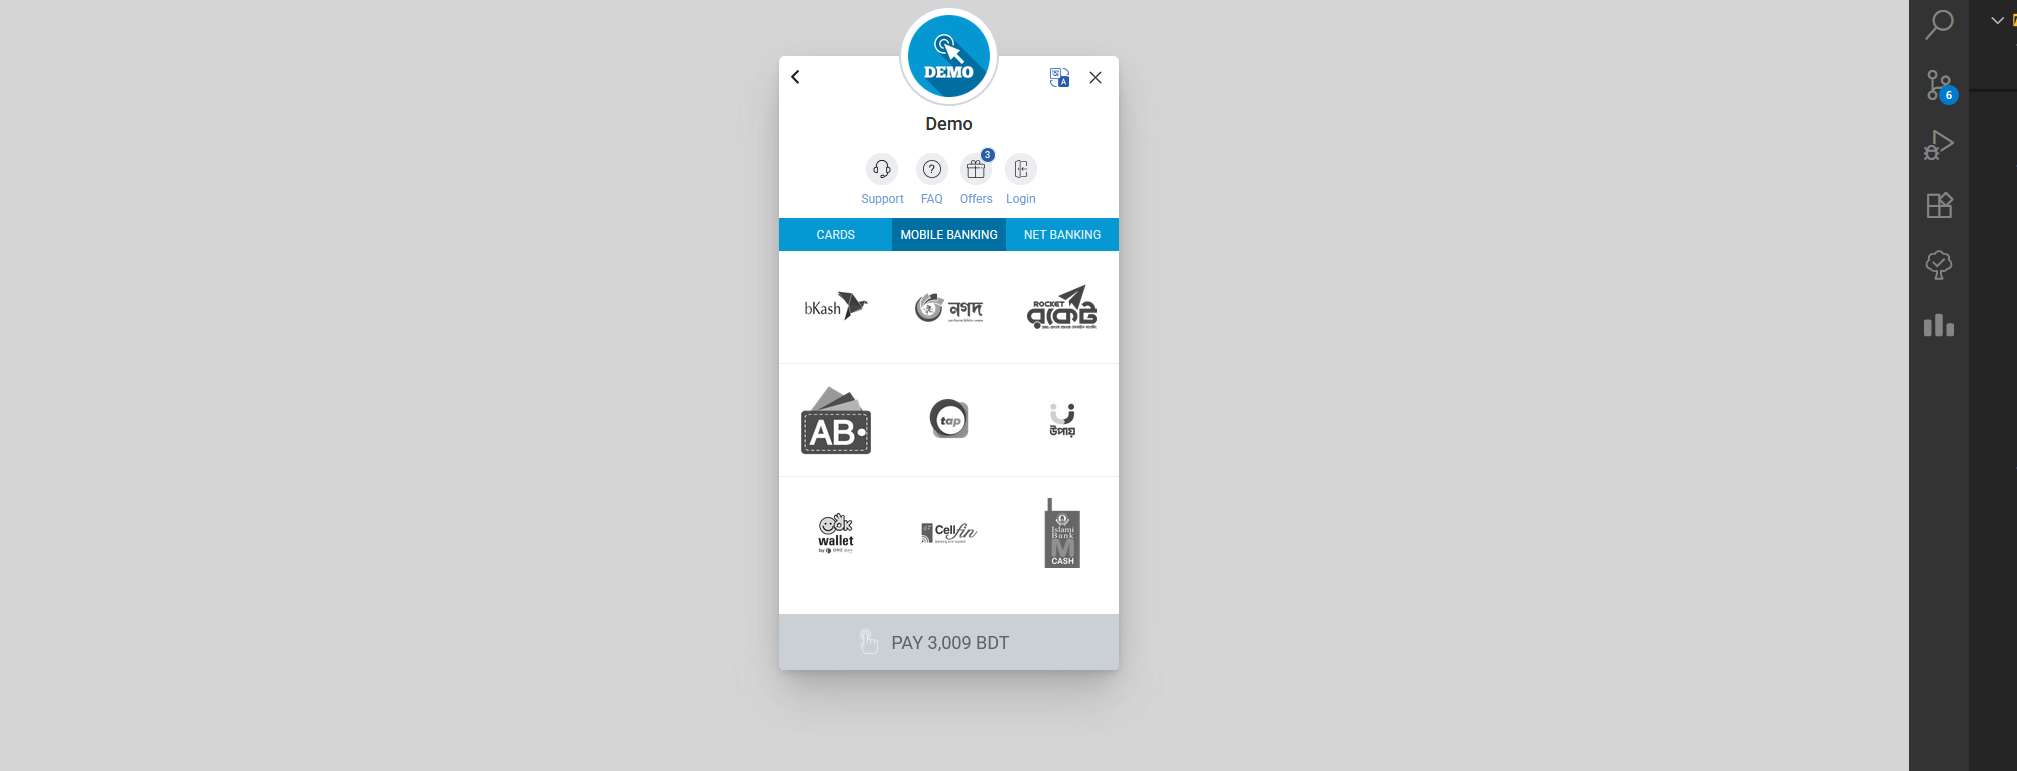 DEMO
A
Demo
3
Support FAQ Offers Login
CARDS MOBILE BANKING NET BANKING
bKash নগদ ROCKET রকেট
AB tap উপায়
ok wallet by
Cellfin
Islami Bank M CASH
PAY 3,009 BDT
6